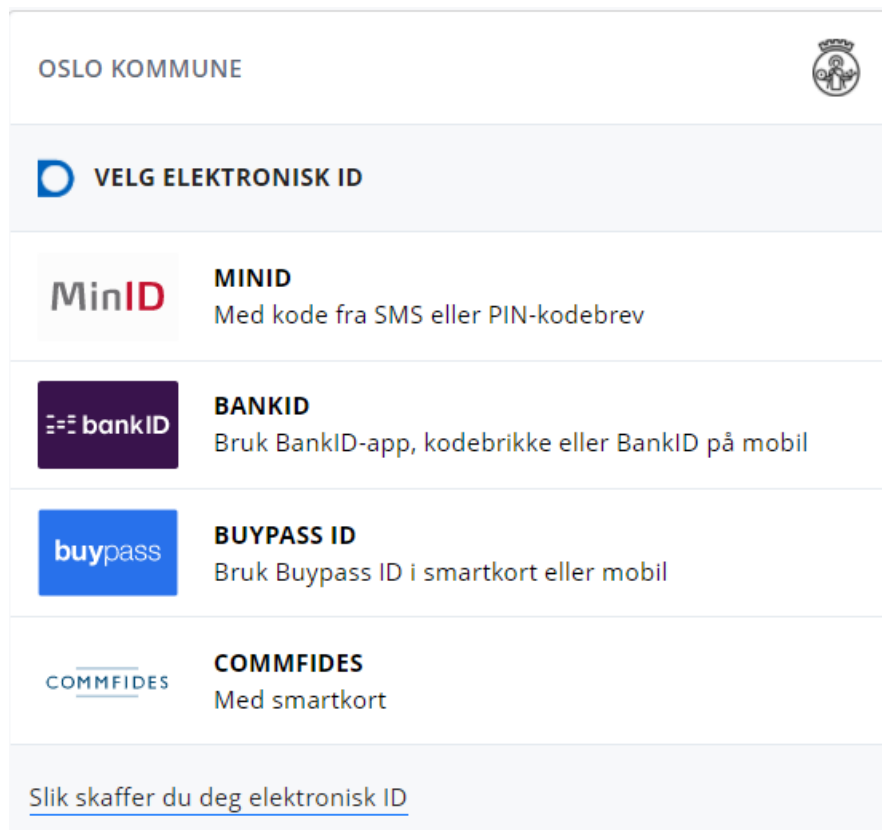 OSLO KOMMUNE
VELG ELEKTRONISK ID
MinID
MINID
Med kode fra SMS eller PIN-kodebrev
bankID
BANKID
Bruk BankID-app, kodebrikke eller BankID på mobil
buypass
BUYPASS ID
Bruk Buypass ID i smartkort eller mobil
COMMFIDES
COMMFIDES
Med smartkort
Slik skaffer du deg elektronisk ID